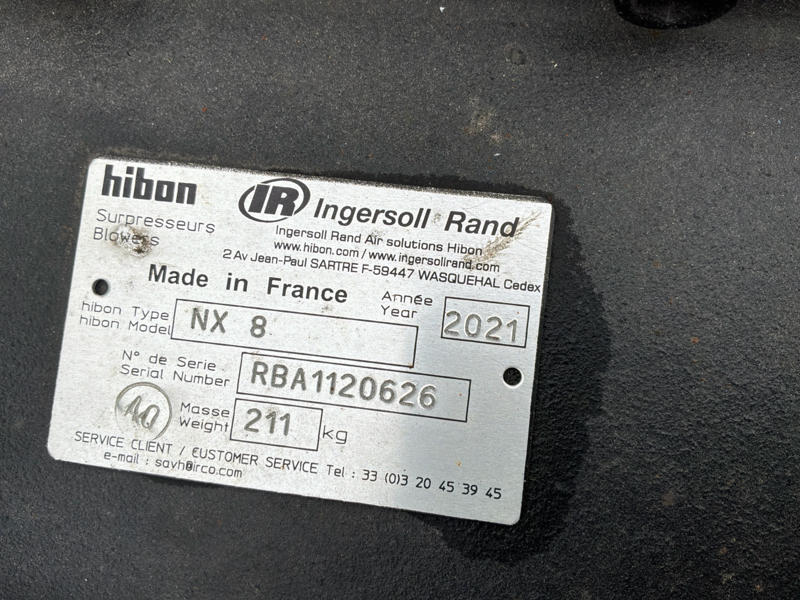 hibon IR Ingersoll Rand
Surpresseurs Ingersoll Rand Air solutions Hibon
Blowers www.hibon.com / www.ingersollrand.com
2 Av Jean-Paul SARTRE F-59447 WASQUEHAL Cedex
Made in France Année
Year 2021
hibon Type
hibon Model NX 8
N° de Serie
Serial Number RBA1120626
AQ Masse
Weight 211 kg
SERVICE CLIENT / CUSTOMER SERVICE Tel : 33 (0)3 20 45 39 45
e-mail : savh@irco.com